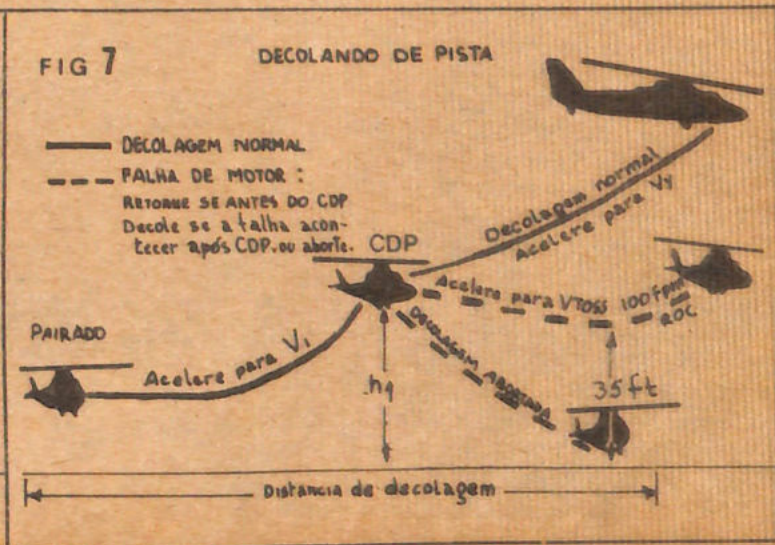 FIG 7
DECOLANDO DE PISTA
DECOLAGEM NORMAL
FALHA DE MOTOR :
RETORNE SE ANTES DO CDP
Decole se a falha acon-
tecer após CDP. ou aborte.
CDP
Decolagem normal
Acelere para Vy
Acelere para VTOSS 100 Fpm
ROC
DECOLAGEM ABORTADA
PAIRADO
Acelere para V1
h1
35 ft
Distancia de decolagem